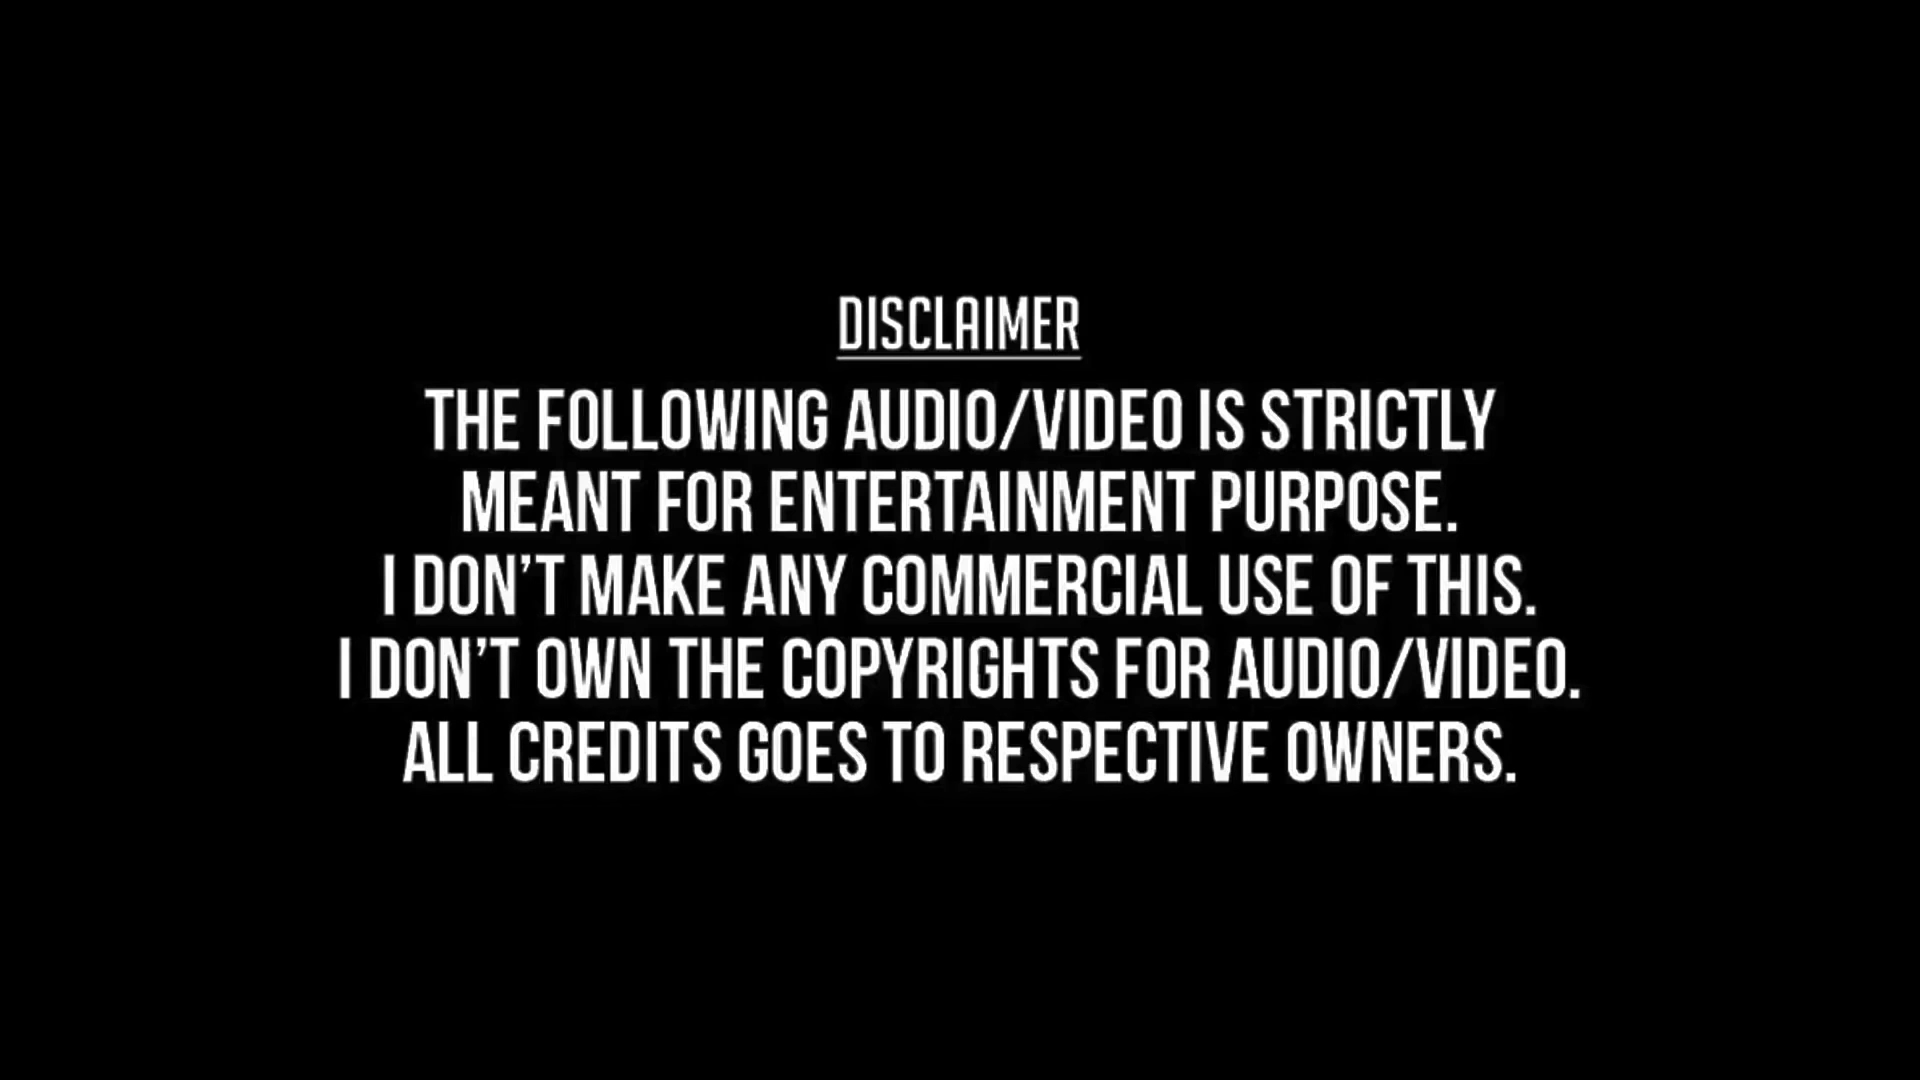 DISCLAIMER
THE FOLLOWING AUDIO/VIDEO IS STRICTLY
MEANT FOR ENTERTAINMENT PURPOSE.
I DON’T MAKE ANY COMMERCIAL USE OF THIS.
I DON’T OWN THE COPYRIGHTS FOR AUDIO/VIDEO.
ALL CREDITS GOES TO RESPECTIVE OWNERS.